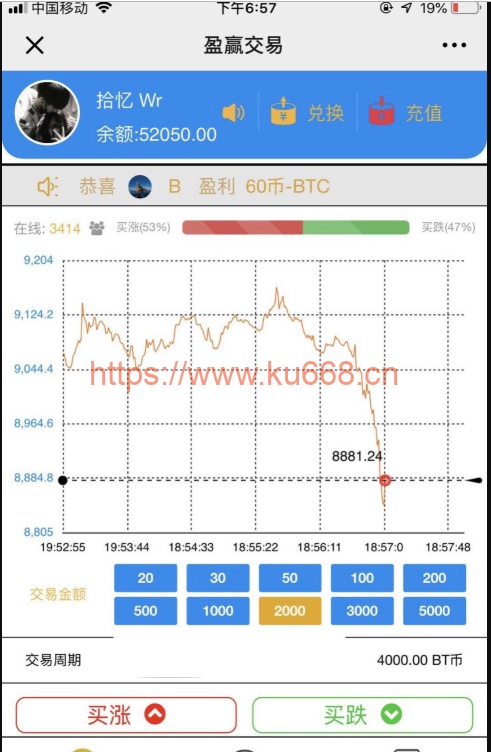 中国移动 下午6:57 19%
盈赢交易
拾忆 Wr
余额:52050.00
兑换
充值
恭喜 B 盈利 60币-BTC
在线: 3414 买涨(53%) 买跌(47%)
9,204
9,124.2
9,044.4
https://www.ku668.cn
8,964.6
8881.24
8,884.8
8,805
19:52:55 19:53:44 18:54:33 18:55:22 18:56:11 18:57:0 18:57:48
交易金额
20 30 50 100 200
500 1000 2000 3000 5000
交易周期 4000.00 BT币
买涨 买跌